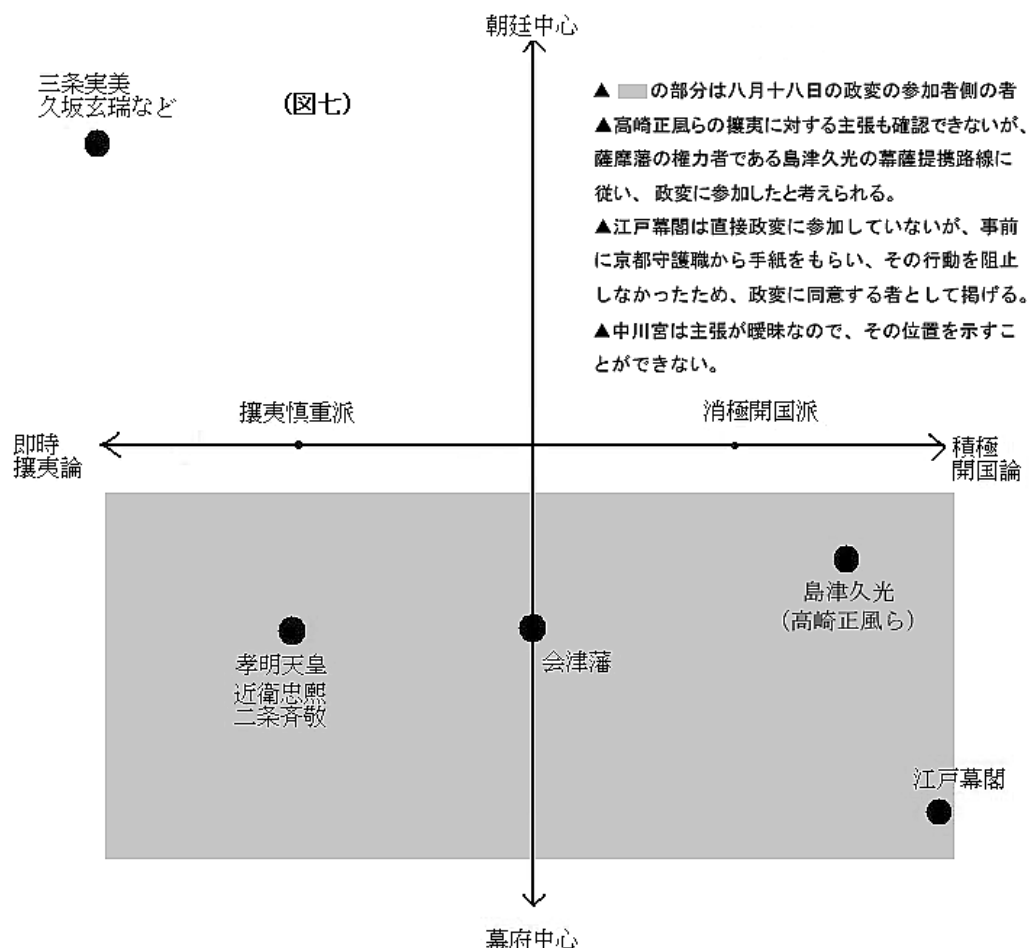 朝廷中心
三条実美
久坂玄瑞など
(図七)
▲ の部分は八月十八日の政変の参加者側の者
▲高崎正風らの攘夷に対する主張も確認できないが、
薩摩藩の権力者である島津久光の幕薩提携路線に
従い、政変に参加したと考えられる。
▲江戸幕閣は直接政変に参加していないが、事前
に京都守護職から手紙をもらい、その行動を阻止
しなかったため、政変に同意する者として掲げる。
▲中川宮は主張が曖昧なので、その位置を示すこ
とができない。
攘夷慎重派
消極開国派
即時
攘夷論
積極
開国論
島津久光
(高崎正風ら)
孝明天皇
近衛忠熙
二条斉敬
会津藩
江戸幕閣
幕府中心